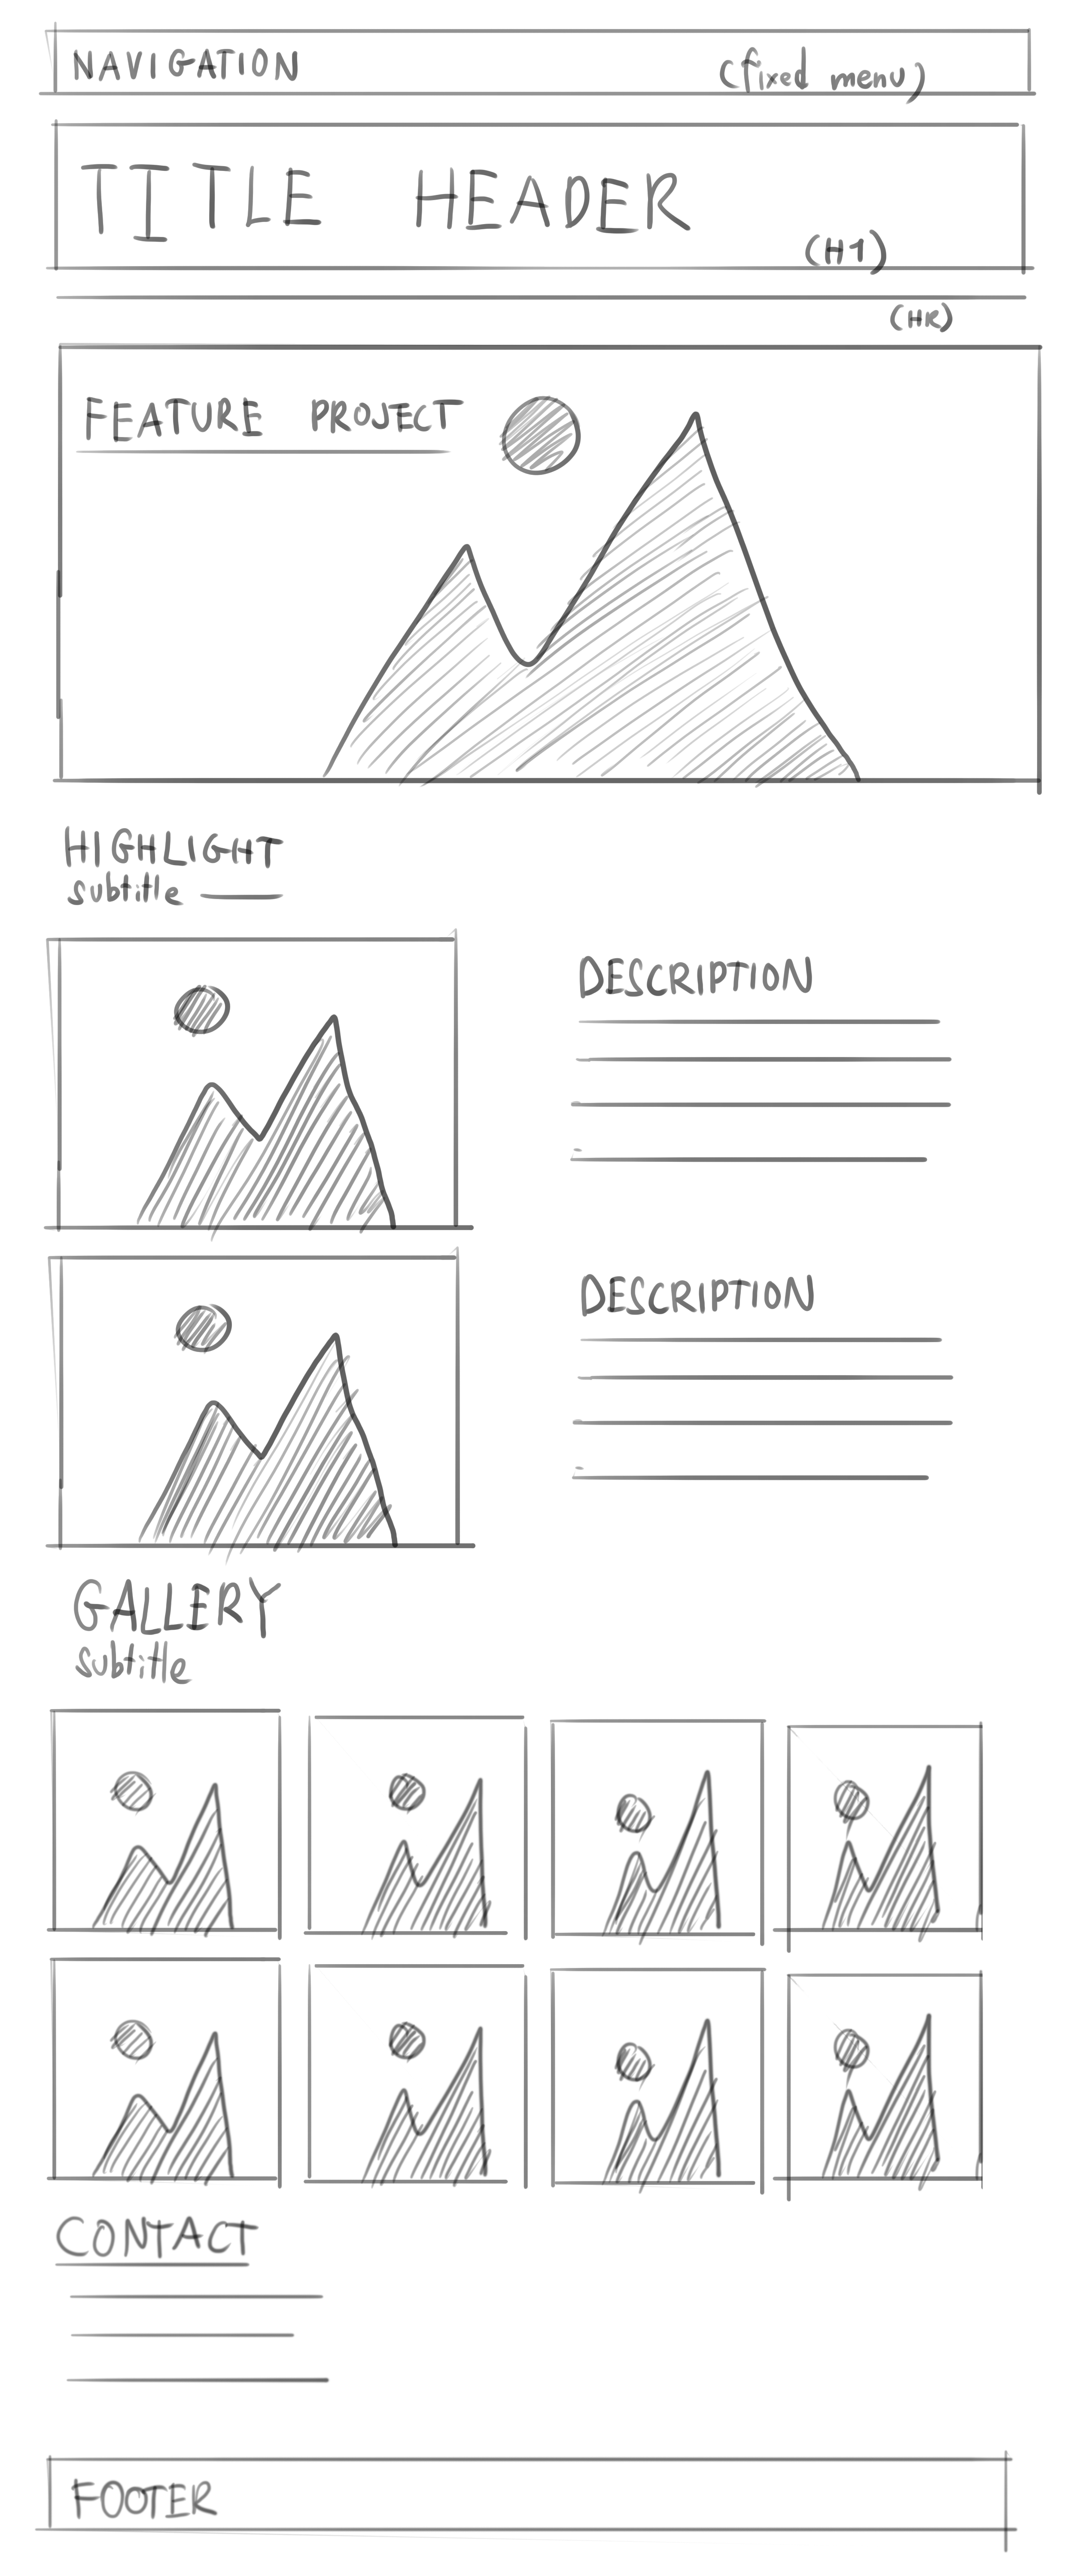 NAVIGATION (fixed menu)
TITLE HEADER
(H1)
(HR)
FEATURE PROJECT
HIGHLIGHT
subtitle
DESCRIPTION
DESCRIPTION
GALLERY
subtitle
CONTACT
FOOTER